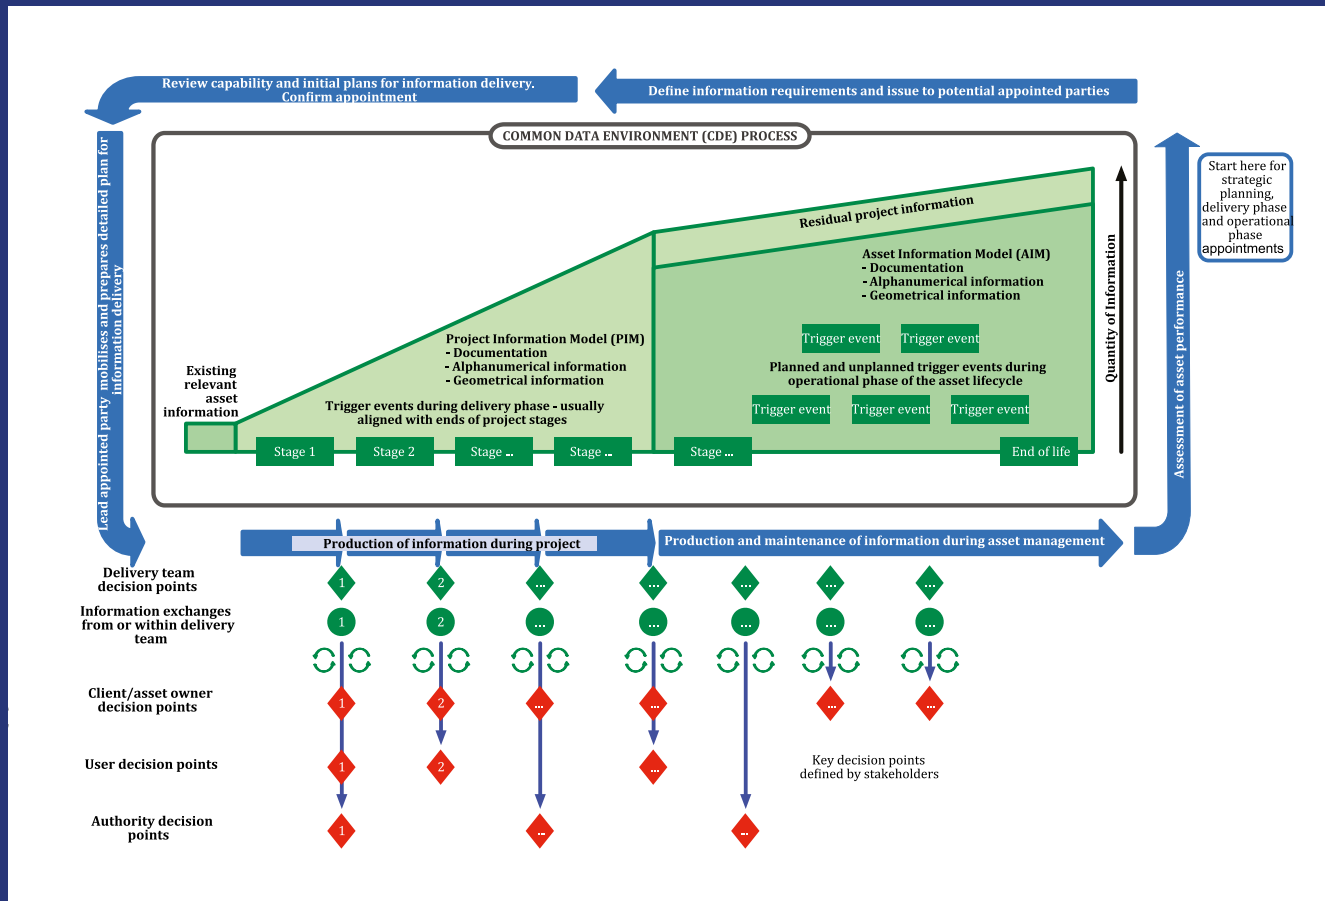 Review capability and initial plans for information delivery.
Confirm appointment
Define information requirements and issue to potential appointed parties
Lead appointed party mobilises and prepares detailed plan for
information delivery
COMMON DATA ENVIRONMENT (CDE) PROCESS
Start here for
strategic
planning,
delivery phase
and operational
phase
appointments
Residual project information
Quantity of Information
Assessment of asset performance
Asset Information Model (AIM)
- Documentation
- Alphanumerical information
- Geometrical information
Project Information Model (PIM)
- Documentation
- Alphanumerical information
- Geometrical information
Trigger event
Trigger event
Planned and unplanned trigger events during
operational phase of the asset lifecycle
Existing
relevant
asset
information
Trigger events during delivery phase - usually
aligned with ends of project stages
Trigger event
Trigger event
Trigger event
Stage 1
Stage 2
Stage ...
Stage ...
Stage ...
End of life
Production of information during project
Production and maintenance of information during asset management
Delivery team
decision points
1
2
...
...
...
...
...
Information exchanges
from or within delivery
team
1
2
...
...
...
...
...
Client/asset owner
decision points
1
2
...
...
...
...
User decision points
1
2
...
Key decision points
defined by stakeholders
Authority decision
points
1
...
...